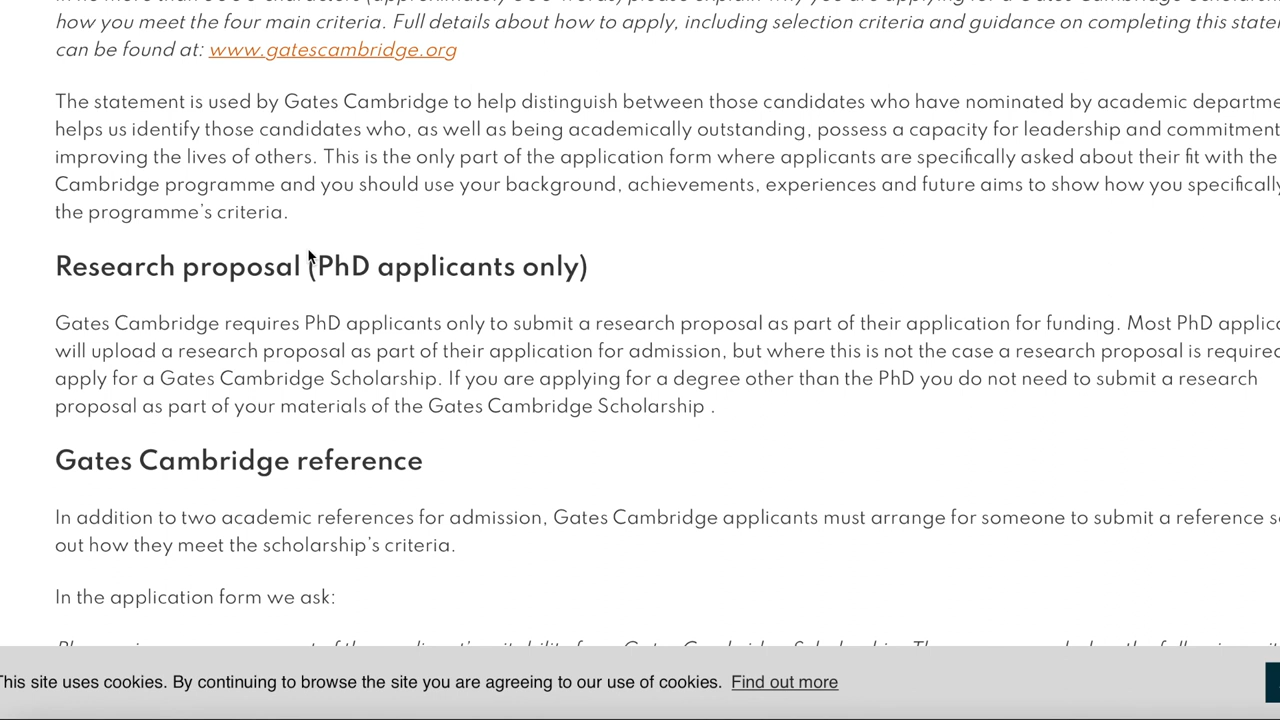 how you meet the four main criteria. Full details about how to apply, including selection criteria and guidance on completing this
can be found at: www.gatescambridge.org
The statement is used by Gates Cambridge to help distinguish between those candidates who have nominated by academic
helps us identify those candidates who, as well as being academically outstanding, possess a capacity for leadership and commitment
improving the lives of others. This is the only part of the application form where applicants are specifically asked about their fit with the
Cambridge programme and you should use your background, achievements, experiences and future aims to show how you specifically
the programme's criteria.
Research proposal (PhD applicants only)
Gates Cambridge requires PhD applicants only to submit a research proposal as part of their application for funding. Most PhD
will upload a research proposal as part of their application for admission, but where this is not the case a research proposal is required
apply for a Gates Cambridge Scholarship. If you are applying for a degree other than the PhD you do not need to submit a research
proposal as part of your materials of the Gates Cambridge Scholarship .
Gates Cambridge reference
In addition to two academic references for admission, Gates Cambridge applicants must arrange for someone to submit a reference
out how they meet the scholarship's criteria.
In the application form we ask:
This site uses cookies. By continuing to browse the site you are agreeing to our use of cookies. Find out more